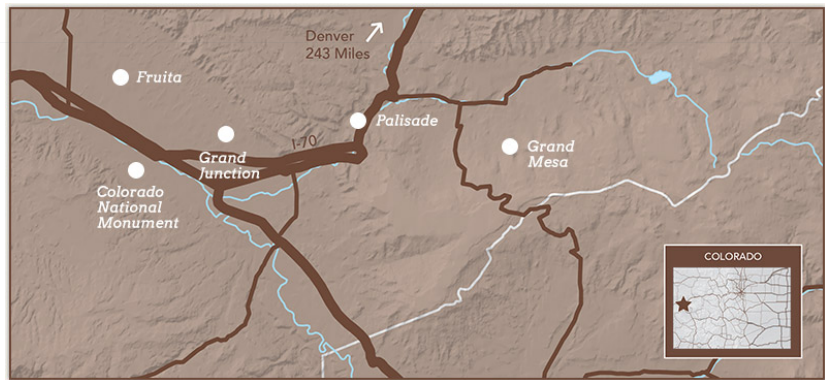 Denver
243 Miles
Fruita
I-70
Palisade
Grand
Junction
Grand
Mesa
Colorado
National
Monument
COLORADO